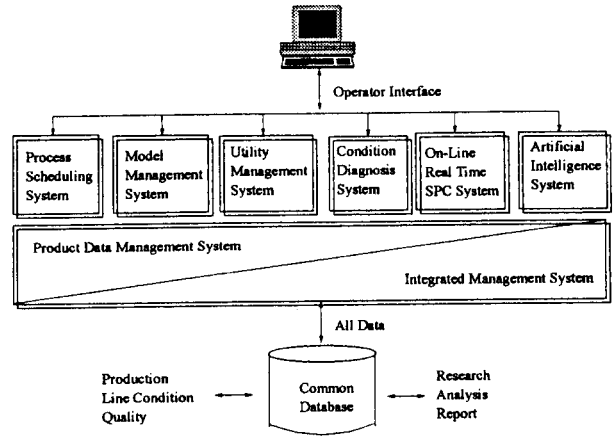 Operator Interface
Process
Scheduling
System
Model
Management
System
Utility
Management
System
Condition
Diagnosis
System
On-Line
Real Time
SPC System
Artificial
Intelligence
System
Product Data Management System
Integrated Management System
All Data
Production
Line Condition
Quality
Common
Database
Research
Analysis
Report